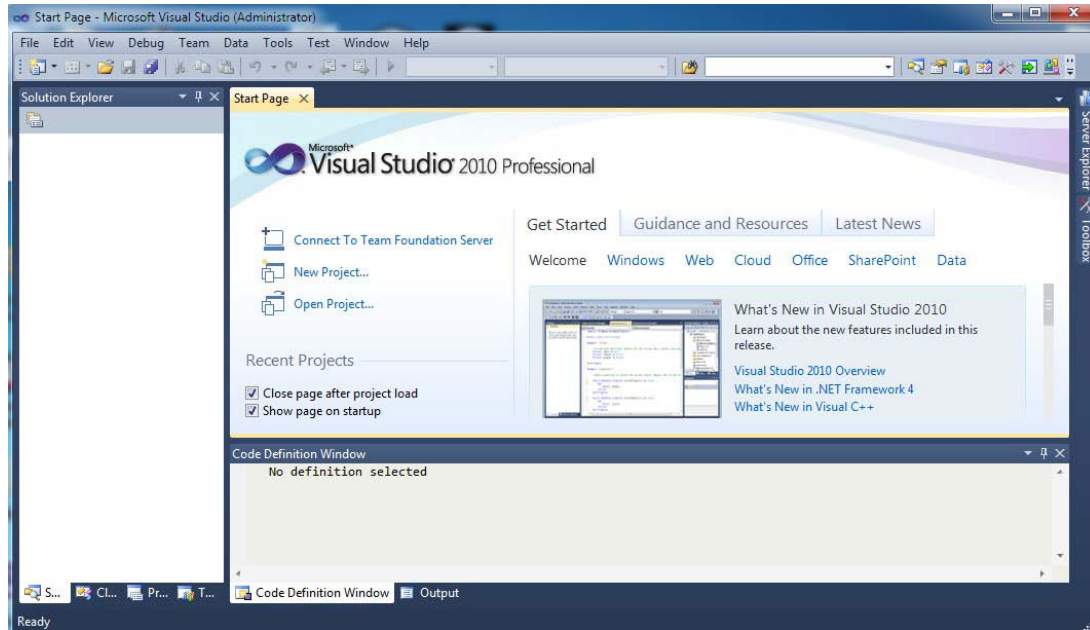 Start Page - Microsoft Visual Studio (Administrator)
File Edit View Debug Team Data Tools Test Window Help
Solution Explorer
Start Page
Microsoft®
Visual Studio 2010 Professional
Connect To Team Foundation Server
New Project...
Open Project...
Recent Projects
Close page after project load
Show page on startup
Get Started Guidance and Resources Latest News
Welcome Windows Web Cloud Office SharePoint Data
What's New in Visual Studio 2010
Learn about the new features included in this
release.
Visual Studio 2010 Overview
What's New in .NET Framework 4
What's New in Visual C++
Server Explorer
Toolbox
Code Definition Window
No definition selected
S... Cl... Pr... T...
Code Definition Window Output
Ready